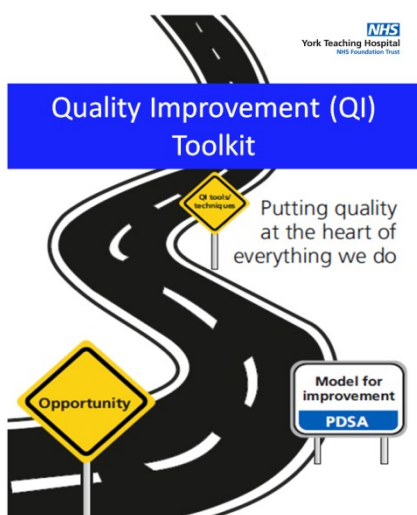 NHS
York Teaching Hospital
NHS Foundation Trust
Quality Improvement (QI)
Toolkit
QI tools/
techniques
Putting quality
at the heart of
everything we do
Opportunity
Model for
improvement
PDSA